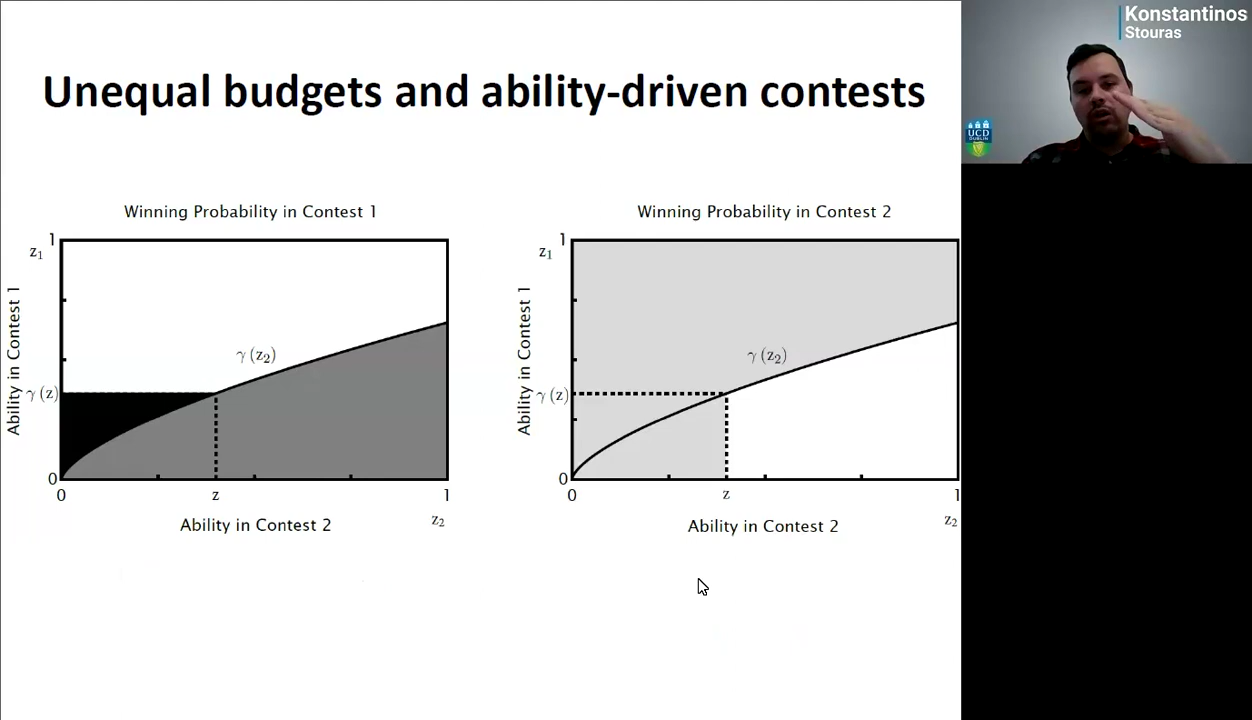 Konstantinos
Stouras
UCD
DUBLIN
Unequal budgets and ability-driven contests
Winning Probability in Contest 1
1
z₁
Ability in Contest 1
γ (z₂)
γ (z)
0
0
z
1
Ability in Contest 2
z₂
Winning Probability in Contest 2
1
z₁
Ability in Contest 1
γ (z₂)
γ (z)
0
0
z
1
Ability in Contest 2
z₂